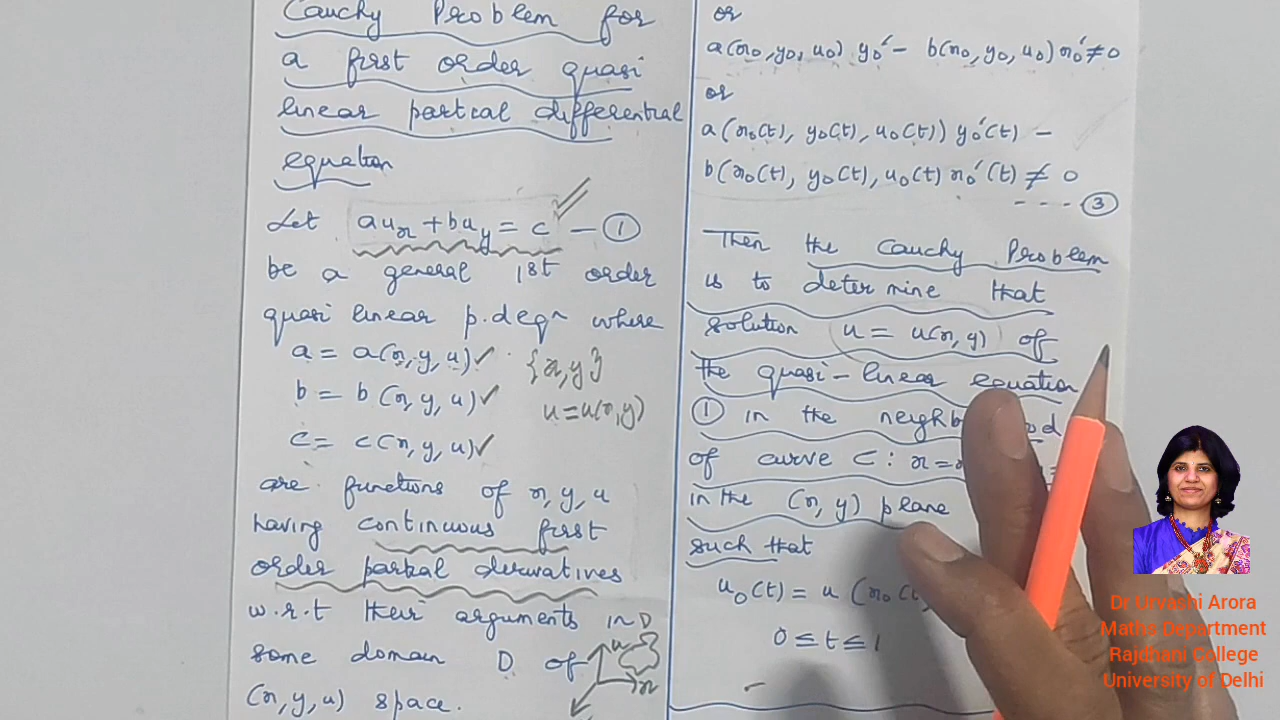 Cauchy Problem for
a first order quasi
linear partial differential
equation
Let au_x + bu_y = c — ①
be a general 1st order
quasi linear p.d eqn where
a = a(x, y, u) ✓ {x, y}
b = b(x, y, u) ✓ u = u(x, y)
c = c(x, y, u) ✓
are functions of x, y, u
having continuous first
order partial derivatives
w.r.t their arguments in D
some domain D of
(x, y, u) space.
u
x
or
a(x₀, y₀, u₀) y₀′ − b(x₀, y₀, u₀) x₀′ ≠ 0
or
a(x₀(t), y₀(t), u₀(t)) y₀′(t) −
b(x₀(t), y₀(t), u₀(t) x₀′(t) ≠ 0
---- ③
Then the Cauchy Problem
is to determine that
solution u = u(x, y) of
the quasi-linear equation
① in the
of curve C: x =
in the (x, y) plane
such that
u₀(t) = u (x₀(t
0 ≤ t ≤ 1
Dr Urvashi Arora
Maths Department
Rajdhani College
University of Delhi